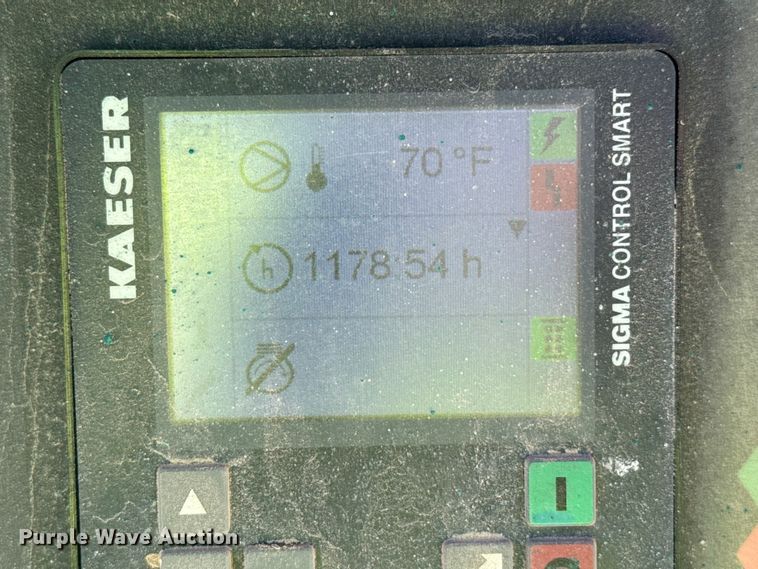 KAESER
70 °F
h 1178:54 h
SIGMA CONTROL SMART
I
Purple Wave Auction